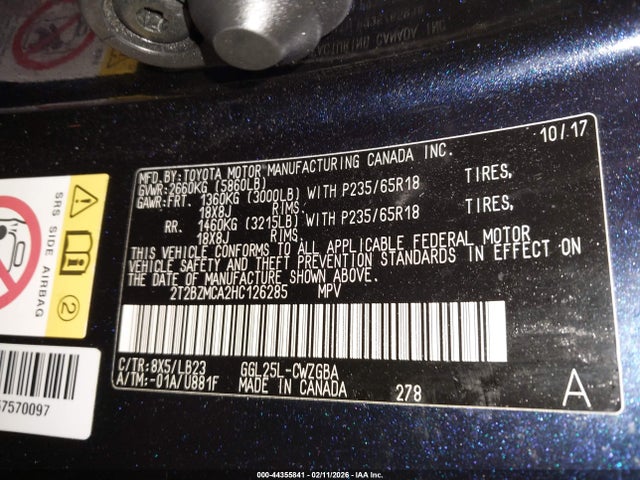 10/17
MFD.BY:TOYOTA MOTOR MANUFACTURING CANADA INC.
GVWR:2660KG (5860LB)
GAWR:FRT. 1360KG (3000LB) WITH P235/65R18 TIRES,
18X8J RIMS.
RR. 1460KG (3215LB) WITH P235/65R18 TIRES,
18X8J RIMS.
THIS VEHICLE CONFORMS TO ALL APPLICABLE FEDERAL MOTOR
VEHICLE SAFETY AND THEFT PREVENTION STANDARDS IN EFFECT ON
THE DATE OF MANUFACTURE SHOWN ABOVE.
2T2BZMCA2HC126285 MPV
C/TR:8X5/LB23 GGL25L-CWZGBA
A/TM:-01A/U881F MADE IN CANADA 278 A
SRS SIDE AIRBAG
2
57570097
000-44355841 - 02/11/2026 - IAA Inc.